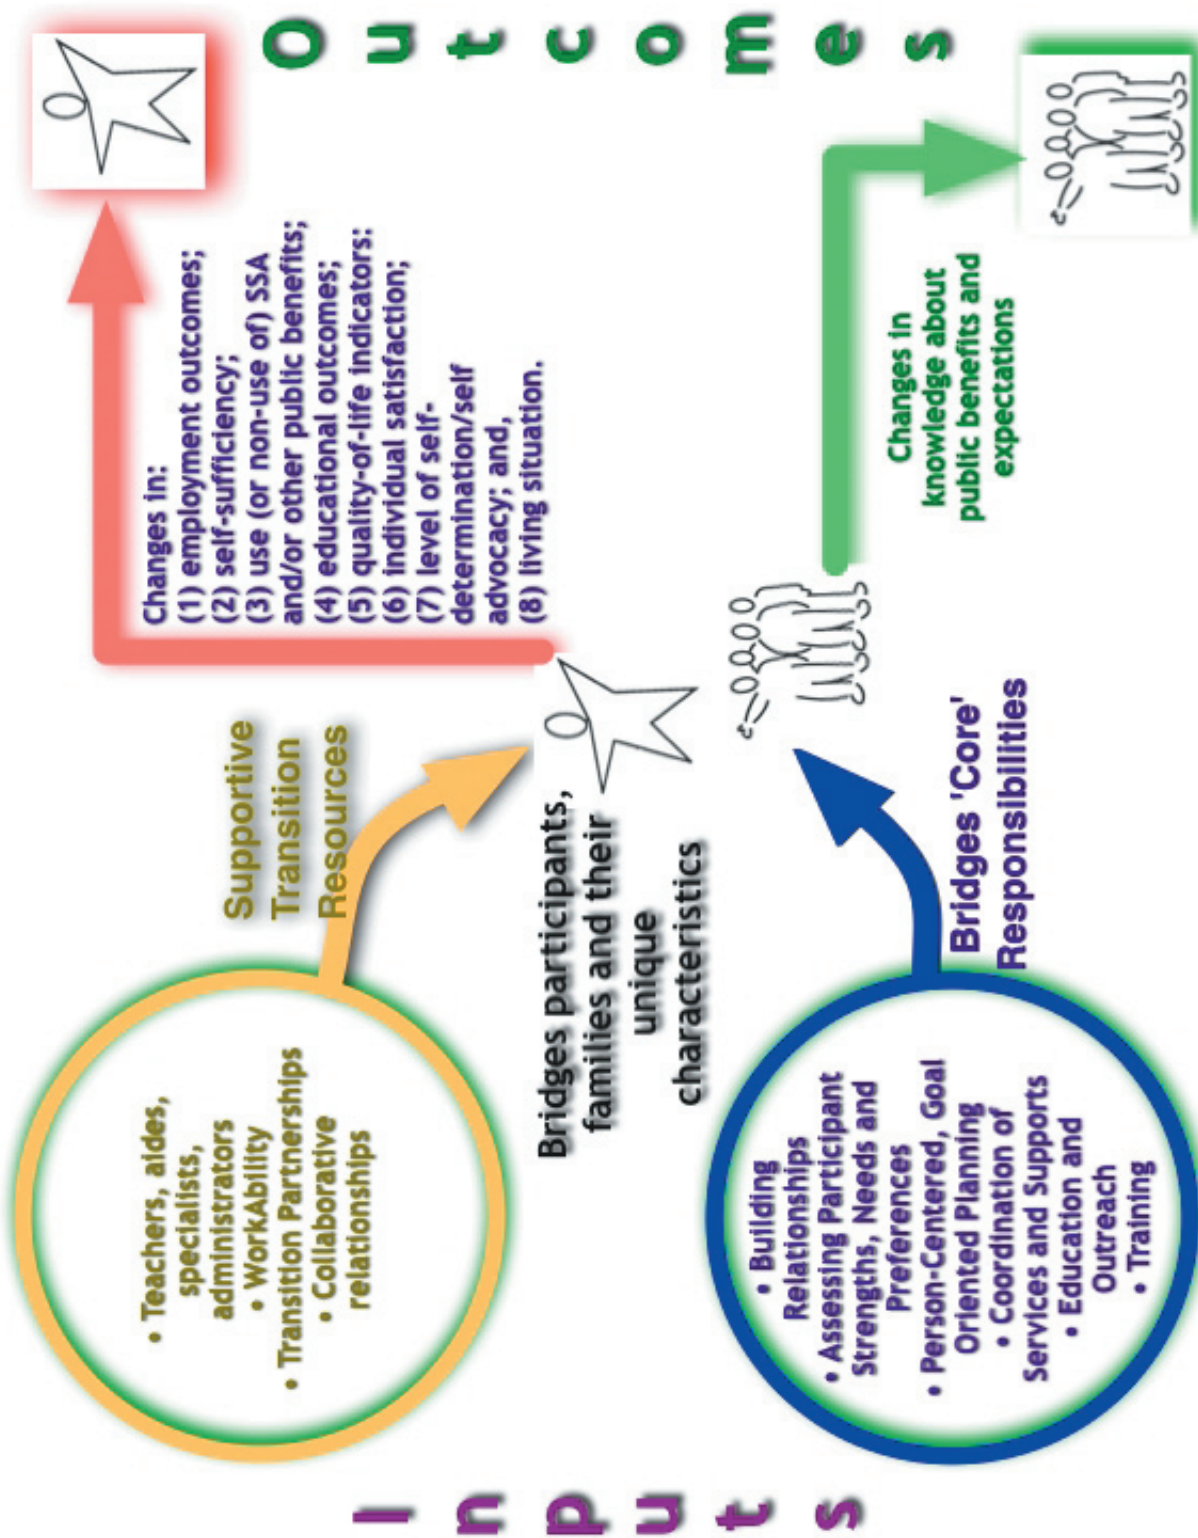 Inputs
• Teachers, aides,
specialists,
administrators
• WorkAbility
• Transition Partnerships
• Collaborative
relationships
Supportive
Transition
Resources
• Building
Relationships
• Assessing Participant
Strengths, Needs and
Preferences
• Person-Centered, Goal
Oriented Planning
• Coordination of
Services and Supports
• Education and
Outreach
• Training
Bridges 'Core'
Responsibilities
Bridges participants,
families and their
unique
characteristics
Changes in:
(1) employment outcomes;
(2) self-sufficiency;
(3) use (or non-use of) SSA
and/or other public benefits;
(4) educational outcomes;
(5) quality-of-life indicators:
(6) individual satisfaction;
(7) level of self-
determination/self
advocacy; and,
(8) living situation.
Changes in
knowledge about
public benefits and
expectations
Outcomes